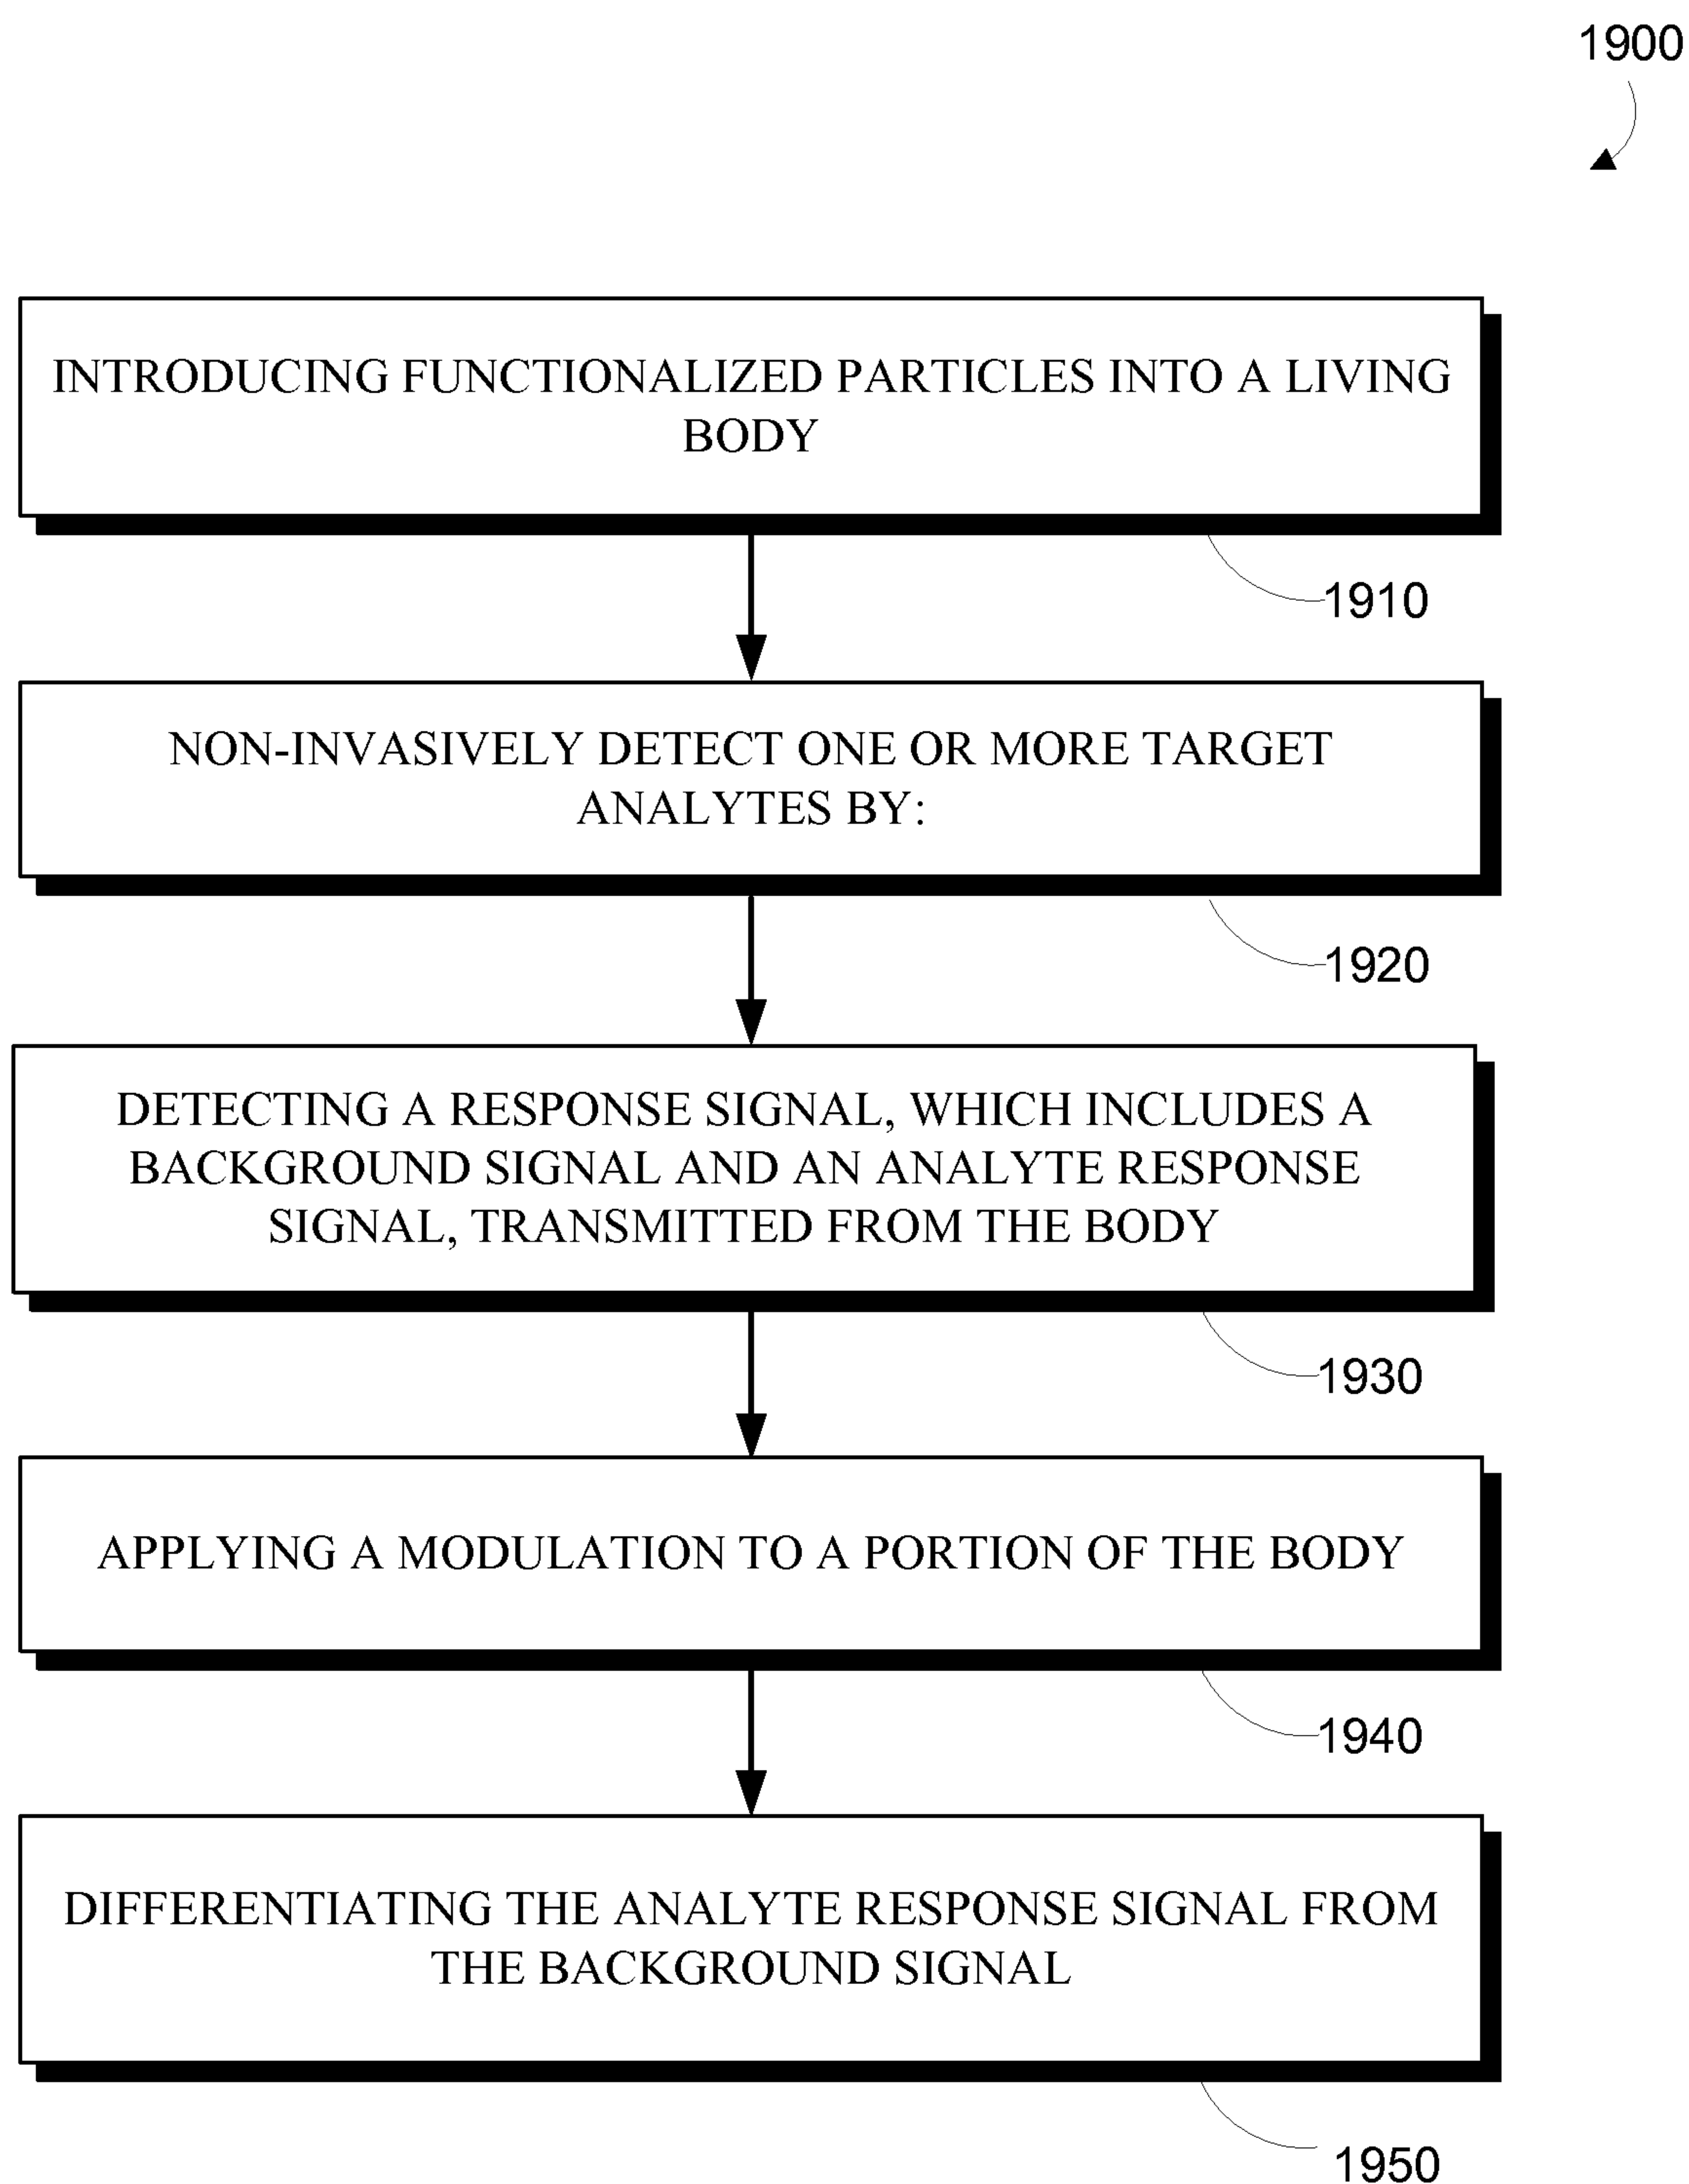 1900
INTRODUCING FUNCTIONALIZED PARTICLES INTO A LIVING
BODY
1910
NON-INVASIVELY DETECT ONE OR MORE TARGET
ANALYTES BY:
1920
DETECTING A RESPONSE SIGNAL, WHICH INCLUDES A
BACKGROUND SIGNAL AND AN ANALYTE RESPONSE
SIGNAL, TRANSMITTED FROM THE BODY
1930
APPLYING A MODULATION TO A PORTION OF THE BODY
1940
DIFFERENTIATING THE ANALYTE RESPONSE SIGNAL FROM
THE BACKGROUND SIGNAL
1950